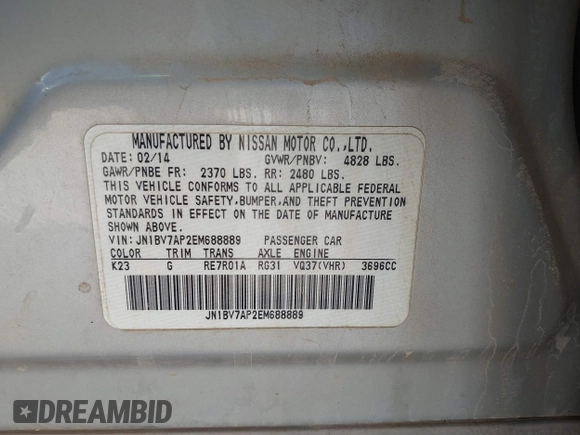 MANUFACTURED BY NISSAN MOTOR CO.,LTD.
DATE: 02/14 GVWR/PNBV: 4828 LBS.
GAWR/PNBE FR: 2370 LBS. RR: 2480 LBS.
THIS VEHICLE CONFORMS TO ALL APPLICABLE FEDERAL
MOTOR VEHICLE SAFETY,BUMPER,AND THEFT PREVENTION
STANDARDS IN EFFECT ON THE DATE OF MANUFACTURE
SHOWN ABOVE.
VIN: JN1BV7AP2EM688889 PASSENGER CAR
COLOR TRIM TRANS AXLE ENGINE
K23 G RE7R01A RG31 VQ37(VHR) 3696CC
JN1BV7AP2EM688889
DREAMBID